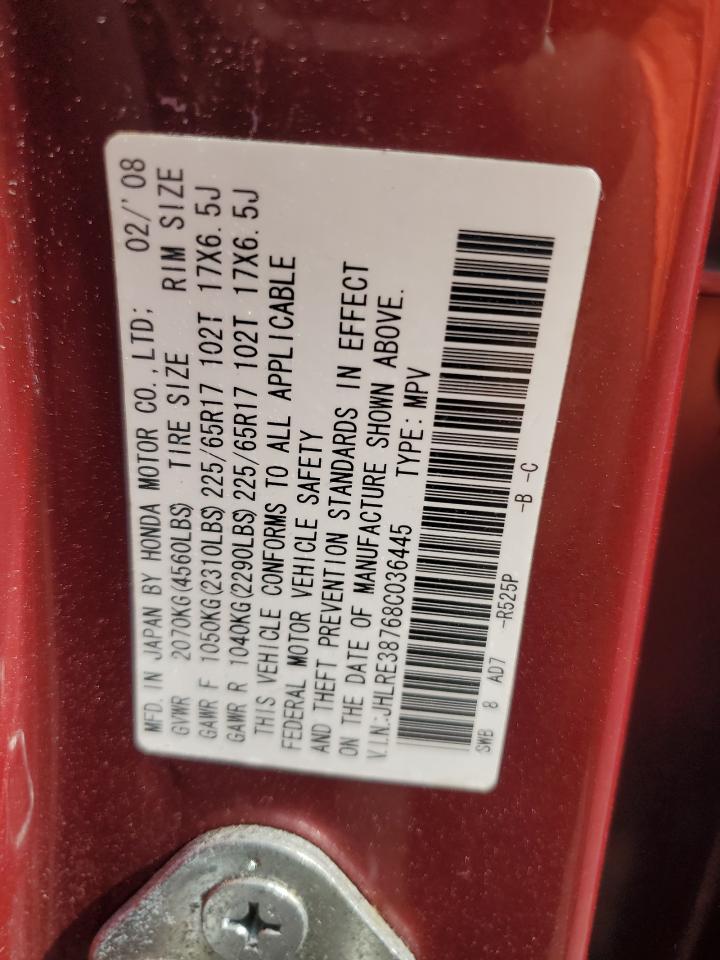 MFD. IN JAPAN BY HONDA MOTOR CO.,LTD; 02/'08
GVWR 2070KG(4560LBS) TIRE SIZE RIM SIZE
GAWR F 1050KG(2310LBS) 225/65R17 102T 17X6.5J
GAWR R 1040KG(2290LBS) 225/65R17 102T 17X6.5J
THIS VEHICLE CONFORMS TO ALL APPLICABLE
FEDERAL MOTOR VEHICLE SAFETY
AND THEFT PREVENTION STANDARDS IN EFFECT
ON THE DATE OF MANUFACTURE SHOWN ABOVE.
V.I.N.:JHLRE38768C036445 TYPE: MPV
SWB 8 AD7 -R525P -B -C